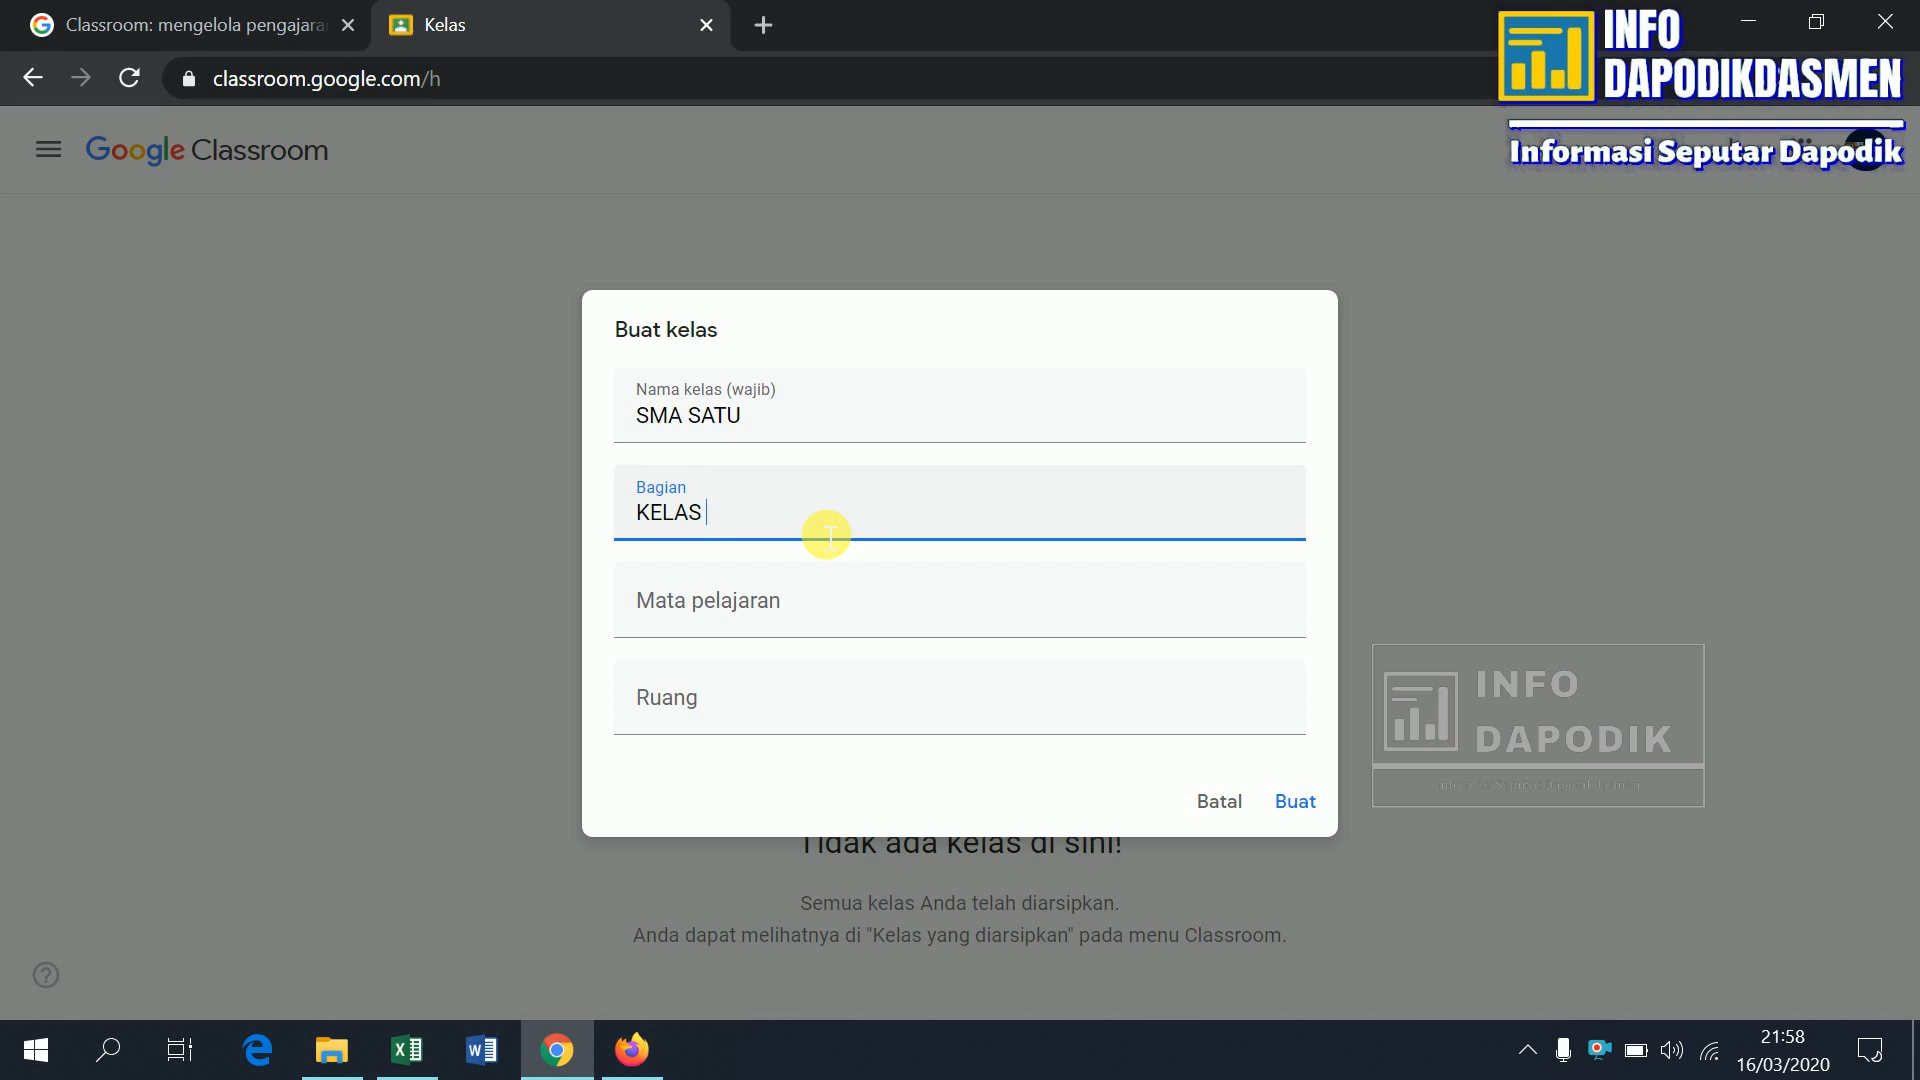 Classroom: mengelola pengajara
Kelas
classroom.google.com/h
INFO
DAPODIKDASMEN
Informasi Seputar Dapodik
Google Classroom
Buat kelas
Nama kelas (wajib)
SMA SATU
Bagian
KELAS
Mata pelajaran
Ruang
Batal
Buat
INFO
DAPODIK
Tidak ada kelas di sini!
Semua kelas Anda telah diarsipkan.
Anda dapat melihatnya di "Kelas yang diarsipkan" pada menu Classroom.
21:58
16/03/2020